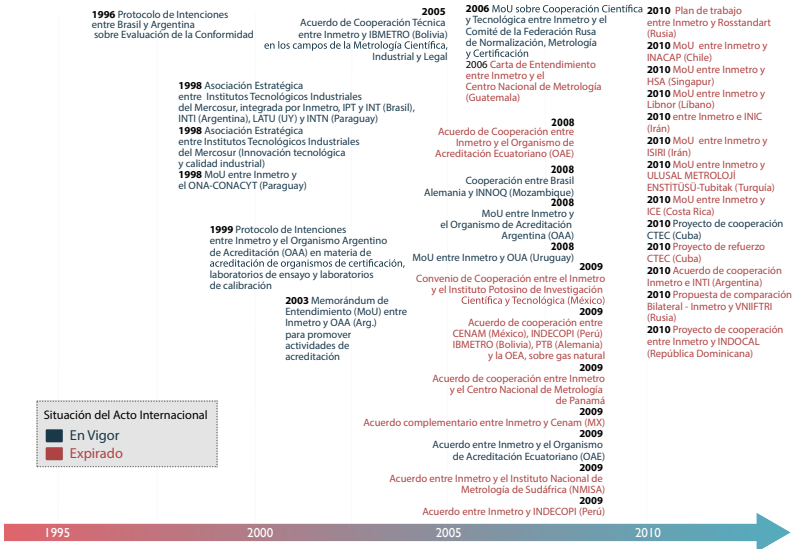 1996 Protocolo de Intenciones
entre Brasil y Argentina
sobre Evaluación de la Conformidad
1998 Asociación Estratégica
entre Institutos Tecnológicos Industriales
del Mercosur, integrada por Inmetro, IPT y INT (Brasil),
INTI (Argentina), LATU (UY) y INTN (Paraguay)
1998 Asociación Estratégica
entre Institutos Tecnológicos Industriales
del Mercosur (Innovación tecnológica
y calidad industrial)
1998 MoU entre Inmetro y
el ONA-CONACYT (Paraguay)
1999 Protocolo de Intenciones
entre Inmetro y el Organismo Argentino
de Acreditación (OAA) en materia de
acreditación de organismos de certificación,
laboratorios de ensayo y laboratorios
de calibración
2003 Memorándum de
Entendimiento (MoU) entre
Inmetro y OAA (Arg.)
para promover
actividades de
acreditación
2005
Acuerdo de Cooperación Técnica
entre Inmetro y IBMETRO (Bolivia)
en los campos de la Metrología Científica,
Industrial y Legal
2006 MoU sobre Cooperación Científica
y Tecnológica entre Inmetro y el
Comité de la Federación Rusa
de Normalización, Metrología
y Certificación
2006 Carta de Entendimiento
entre Inmetro y el
Centro Nacional de Metrología
(Guatemala)
2008
Acuerdo de Cooperación entre
Inmetro y el Organismo de
Acreditación Ecuatoriano (OAE)
2008
Cooperación entre Brasil
Alemania y INNOQ (Mozambique)
2008
MoU entre Inmetro y
el Organismo de Acreditación
Argentina (OAA)
2008
MoU entre Inmetro y OUA (Uruguay)
2009
Convenio de Cooperación entre el Inmetro
y el Instituto Potosino de Investigación
Científica y Tecnológica (México)
2009
Acuerdo de cooperación entre
CENAM (México), INDECOPI (Perú)
IBMETRO (Bolivia), PTB (Alemania)
y la OEA, sobre gas natural
2009
Acuerdo de cooperación entre Inmetro
y el Centro Nacional de Metrología
de Panamá
2009
Acuerdo complementario entre Inmetro y Cenam (MX)
2009
Acuerdo entre Inmetro y el Organismo
de Acreditación Ecuatoriano (OAE)
2009
Acuerdo entre Inmetro y el Instituto Nacional de
Metrología de Sudáfrica (NMISA)
2009
Acuerdo entre Inmetro y INDECOPI (Perú)
2010 Plan de trabajo
entre Inmetro y Rosstandart
(Rusia)
2010 MoU entre Inmetro y
INACAP (Chile)
2010 MoU entre Inmetro y
HSA (Singapur)
2010 MoU entre Inmetro y
Libnor (Líbano)
2010 entre Inmetro e INIC
(Irán)
2010 MoU entre Inmetro y
ISIRI (Irán)
2010 MoU entre Inmetro y
ULUSAL METROLOJİ
ENSTİTÜSÜ-Tubitak (Turquía)
2010 MoU entre Inmetro y
ICE (Costa Rica)
2010 Proyecto de cooperación
CTEC (Cuba)
2010 Proyecto de refuerzo
CTEC (Cuba)
2010 Acuerdo de cooperación
Inmetro e INTI (Argentina)
2010 Propuesta de comparación
Bilateral - Inmetro y VNIIFTRI
(Rusia)
2010 Proyecto de cooperación
entre Inmetro y INDOCAL
(República Dominicana)
Situación del Acto Internacional
En Vigor
Expirado
1995 2000 2005 2010